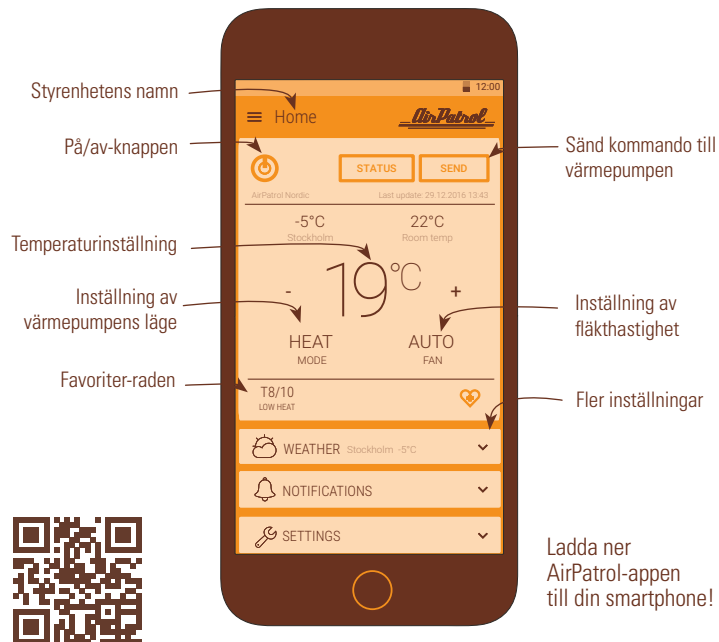 12:00
Styrenhetens namn
Home
AirPatrol
På/av-knappen
STATUS
SEND
Sänd kommando till
värmepumpen
AirPatrol Nordic
Last update: 29.12.2016 13:43
-5°C
22°C
Stockholm
Room temp
Temperaturinställning
19°C
-
+
Inställning av
värmepumpens läge
Inställning av
fläkthastighet
HEAT
AUTO
MODE
FAN
Favoriter-raden
T8/10
LOW HEAT
Fler inställningar
WEATHER Stockholm -5°C
NOTIFICATIONS
SETTINGS
Ladda ner
AirPatrol-appen
till din smartphone!